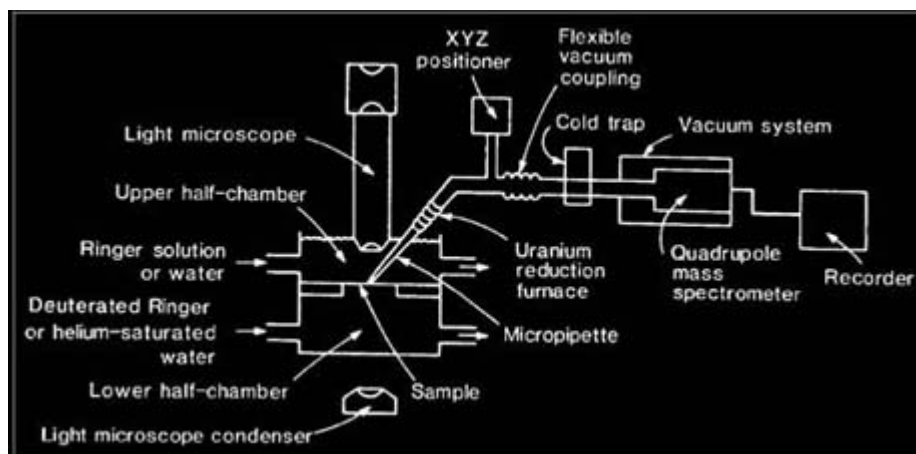 XYZ
positioner
Flexible
vacuum
coupling
Cold trap
Vacuum system
Light microscope
Upper half-chamber
Ringer solution
or water
Uranium
reduction
furnace
Quadrupole
mass
spectrometer
Recorder
Deuterated Ringer
or helium-saturated
water
Micropipette
Lower half-chamber
Sample
Light microscope condenser